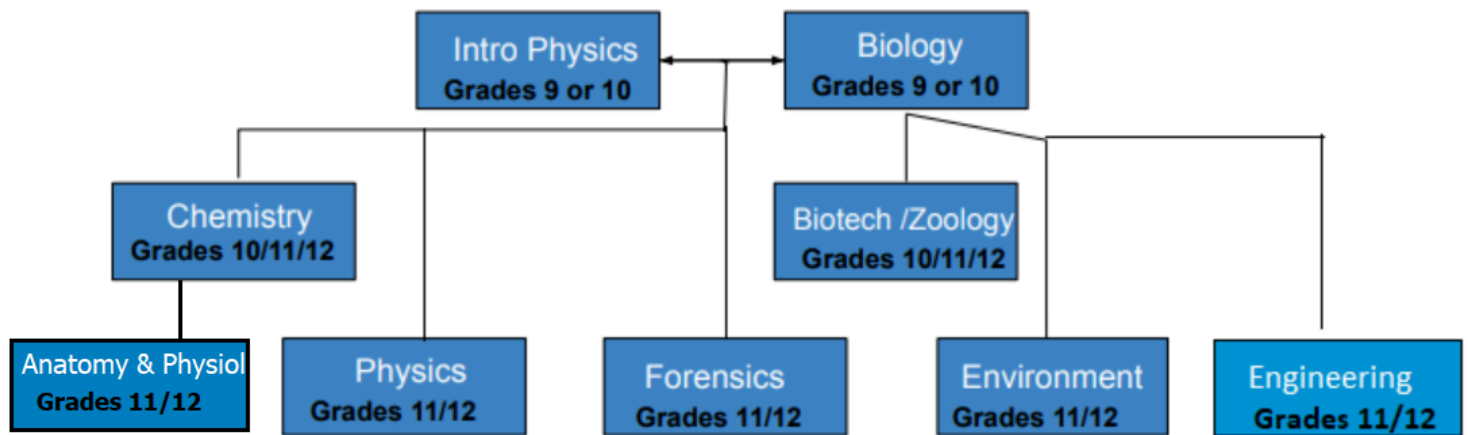 Intro Physics
Grades 9 or 10
Biology
Grades 9 or 10
Chemistry
Grades 10/11/12
Biotech /Zoology
Grades 10/11/12
Anatomy & Physiol
Grades 11/12
Physics
Grades 11/12
Forensics
Grades 11/12
Environment
Grades 11/12
Engineering
Grades 11/12